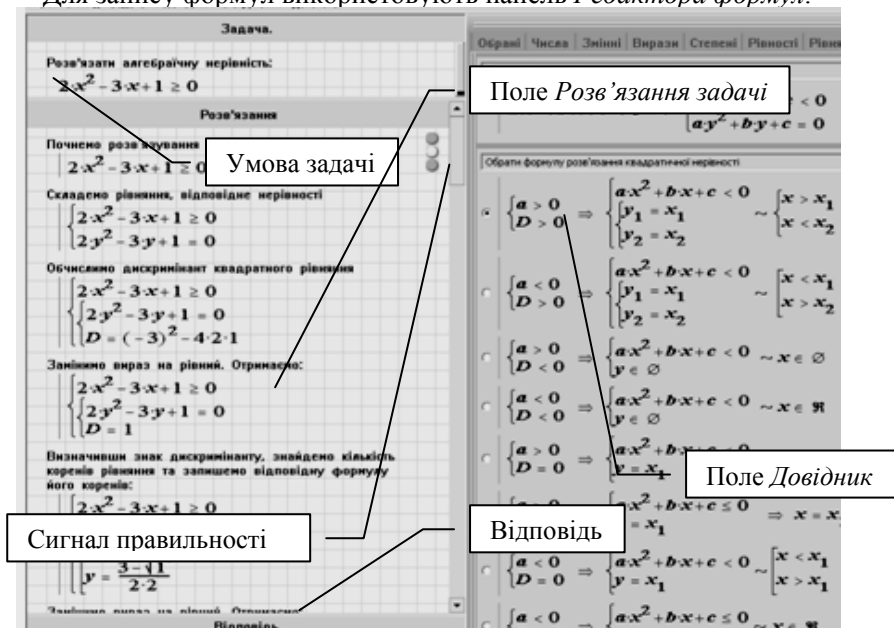 Для запису формул використовують панель Редактора формул.
Задача.
Розв'язати алгебраїчну нерівність:
2·x² - 3·x + 1 ≥ 0
Розв'язання
Почнемо розв'язування
2·x² - 3·x + 1 ≥ 0
Складемо рівняння, відповідне нерівності
2·x² - 3·x + 1 ≥ 0
2·y² - 3·y + 1 = 0
Обчислимо дискримінант квадратного рівняння
2·x² - 3·x + 1 ≥ 0
2·y² - 3·y + 1 = 0
D = (-3)² - 4·2·1
Замінимо вираз на рівний. Отримаємо:
2·x² - 3·x + 1 ≥ 0
2·y² - 3·y + 1 = 0
D = 1
Визначивши знак дискримінанту, знайдемо кількість
коренів рівняння та запишемо відповідну формулу
його коренів:
2·x² - 3·x + 1 ≥ 0
y = (3 - √1)/(2·2)
Замінимо вираз на рівний. Отримаємо:
Відповідь
Обрані Числа Змінні Вирази Степені Рівності
< 0
a·y² + b·y + c = 0
Обрати формулу розв'язання квадратичної нерівності
a > 0 ⇒ a·x² + b·x + c < 0 ~ x > x₁
D > 0 y₁ = x₁ x < x₂
y₂ = x₂
a < 0 ⇒ a·x² + b·x + c < 0 ~ x < x₁
D > 0 y₁ = x₁ x > x₂
y₂ = x₂
a > 0 ⇒ a·x² + b·x + c < 0 ~ x ∈ ∅
D < 0 y ∈ ∅
a < 0 ⇒ a·x² + b·x + c < 0 ~ x ∈ ℜ
D < 0 y ∈ ∅
a > 0 ⇒ a·x² + b·x + c < 0
D = 0 y = x₁
a·x² + b·x + c ≤ 0 ⇒ x = x
= x₁
a < 0 ⇒ a·x² + b·x + c < 0 ~ x < x₁
D = 0 y = x₁ x > x₁
a < 0 a·x² + b·x + c ≤ 0 ~ x ∈ ℜ
Поле Розв'язання задачі
Умова задачі
Поле Довідник
Сигнал правильності
Відповідь